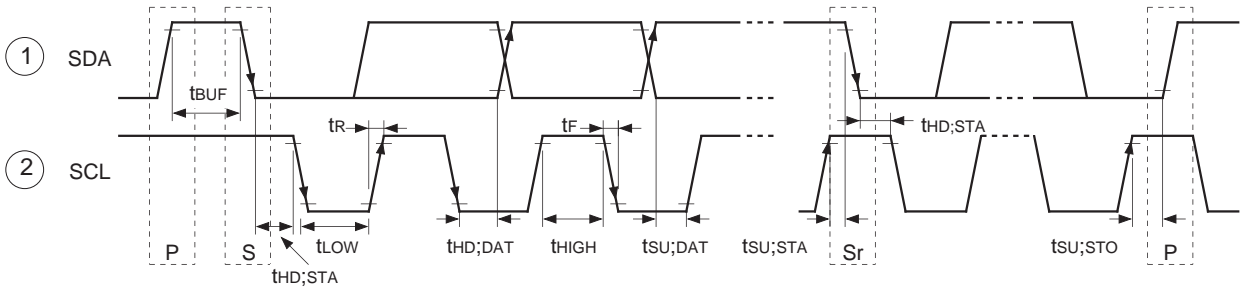 1 SDA
tBUF
tR
tF
tHD;STA
2 SCL
P
S
tLOW
tHD;DAT
tHIGH
tSU;DAT
tSU;STA
Sr
tSU;STO
P
tHD;STA